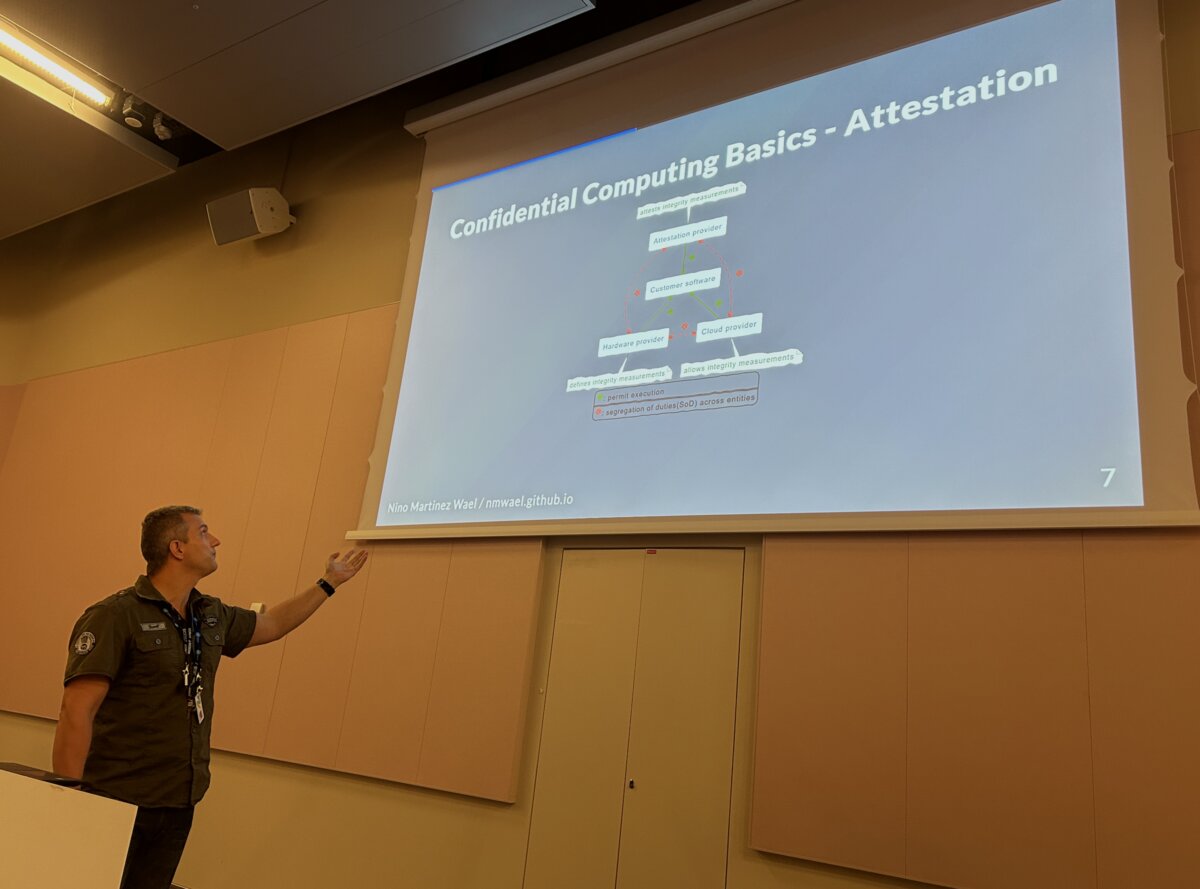 Confidential Computing Basics - Attestation
attests integrity measurements
Attestation provider
Customer software
Hardware provider
Cloud provider
defines integrity measurements
allows integrity measurements
: permit execution
: segregation of duties(SoD) across entities
Nino Martinez Wael / nmwael.github.io
7